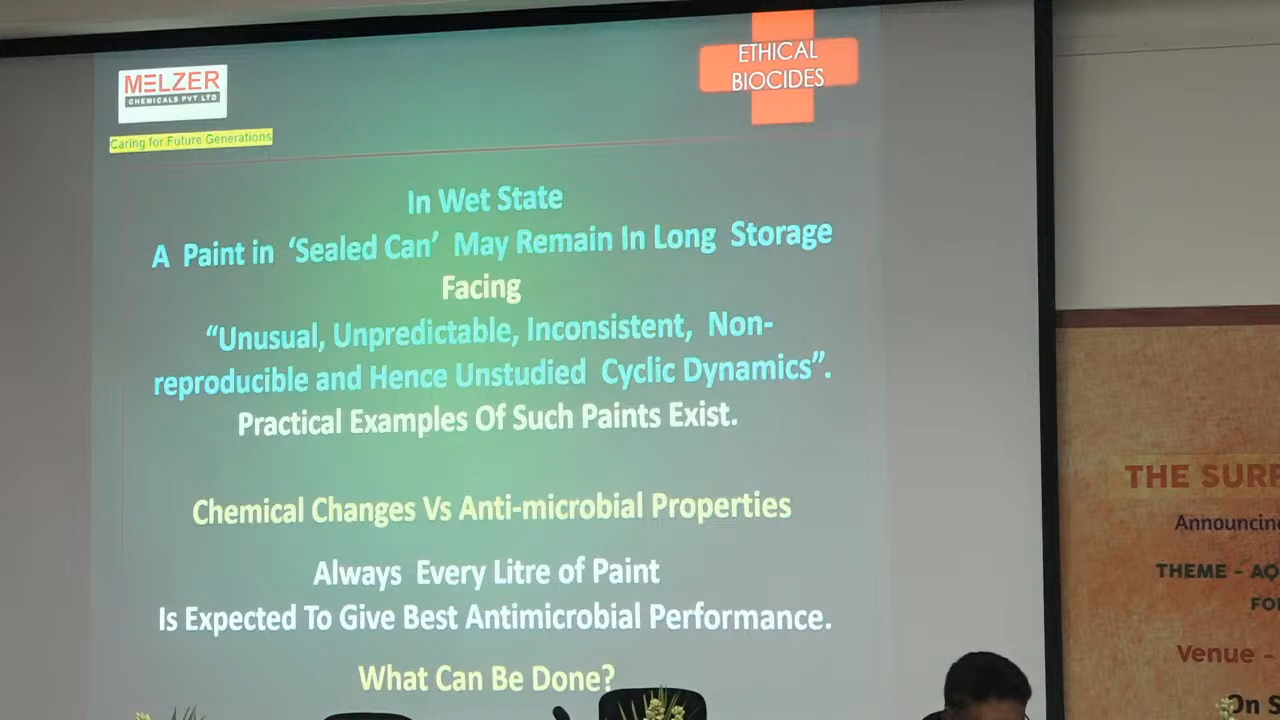 MELZER
CHEMICALS PVT LTD
Caring for Future Generations
ETHICAL
BIOCIDES
In Wet State
A Paint in ‘Sealed Can’ May Remain In Long Storage
Facing
“Unusual, Unpredictable, Inconsistent, Non-
reproducible and Hence Unstudied Cyclic Dynamics”.
Practical Examples Of Such Paints Exist.
Chemical Changes Vs Anti-microbial Properties
Always Every Litre of Paint
Is Expected To Give Best Antimicrobial Performance.
What Can Be Done?
THE SUR
Announcin
THEME - AQ
FO
Venue -
On S